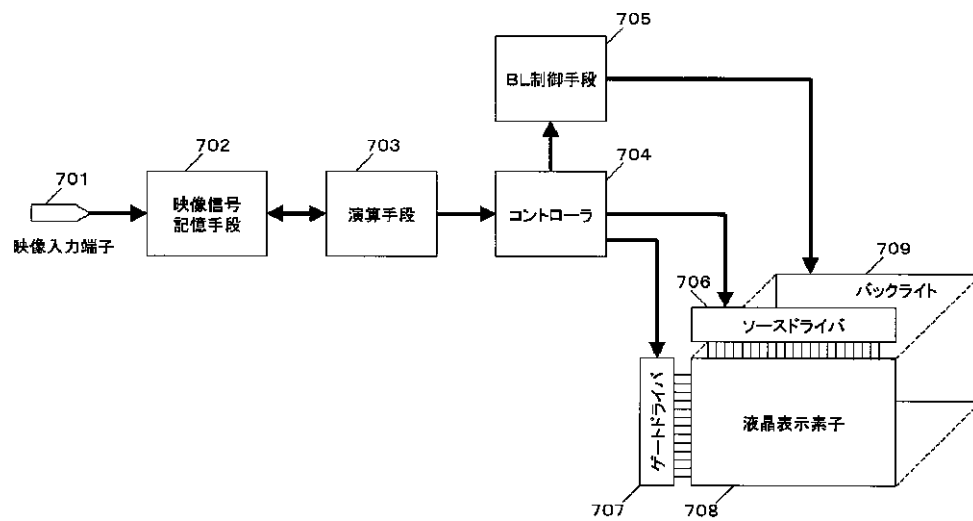 705
BL制御手段
702
703
704
701
映像信号
記憶手段
演算手段
コントローラ
映像入力端子
709
バックライト
706
ソースドライバ
ゲートドライバ
液晶表示素子
707
708